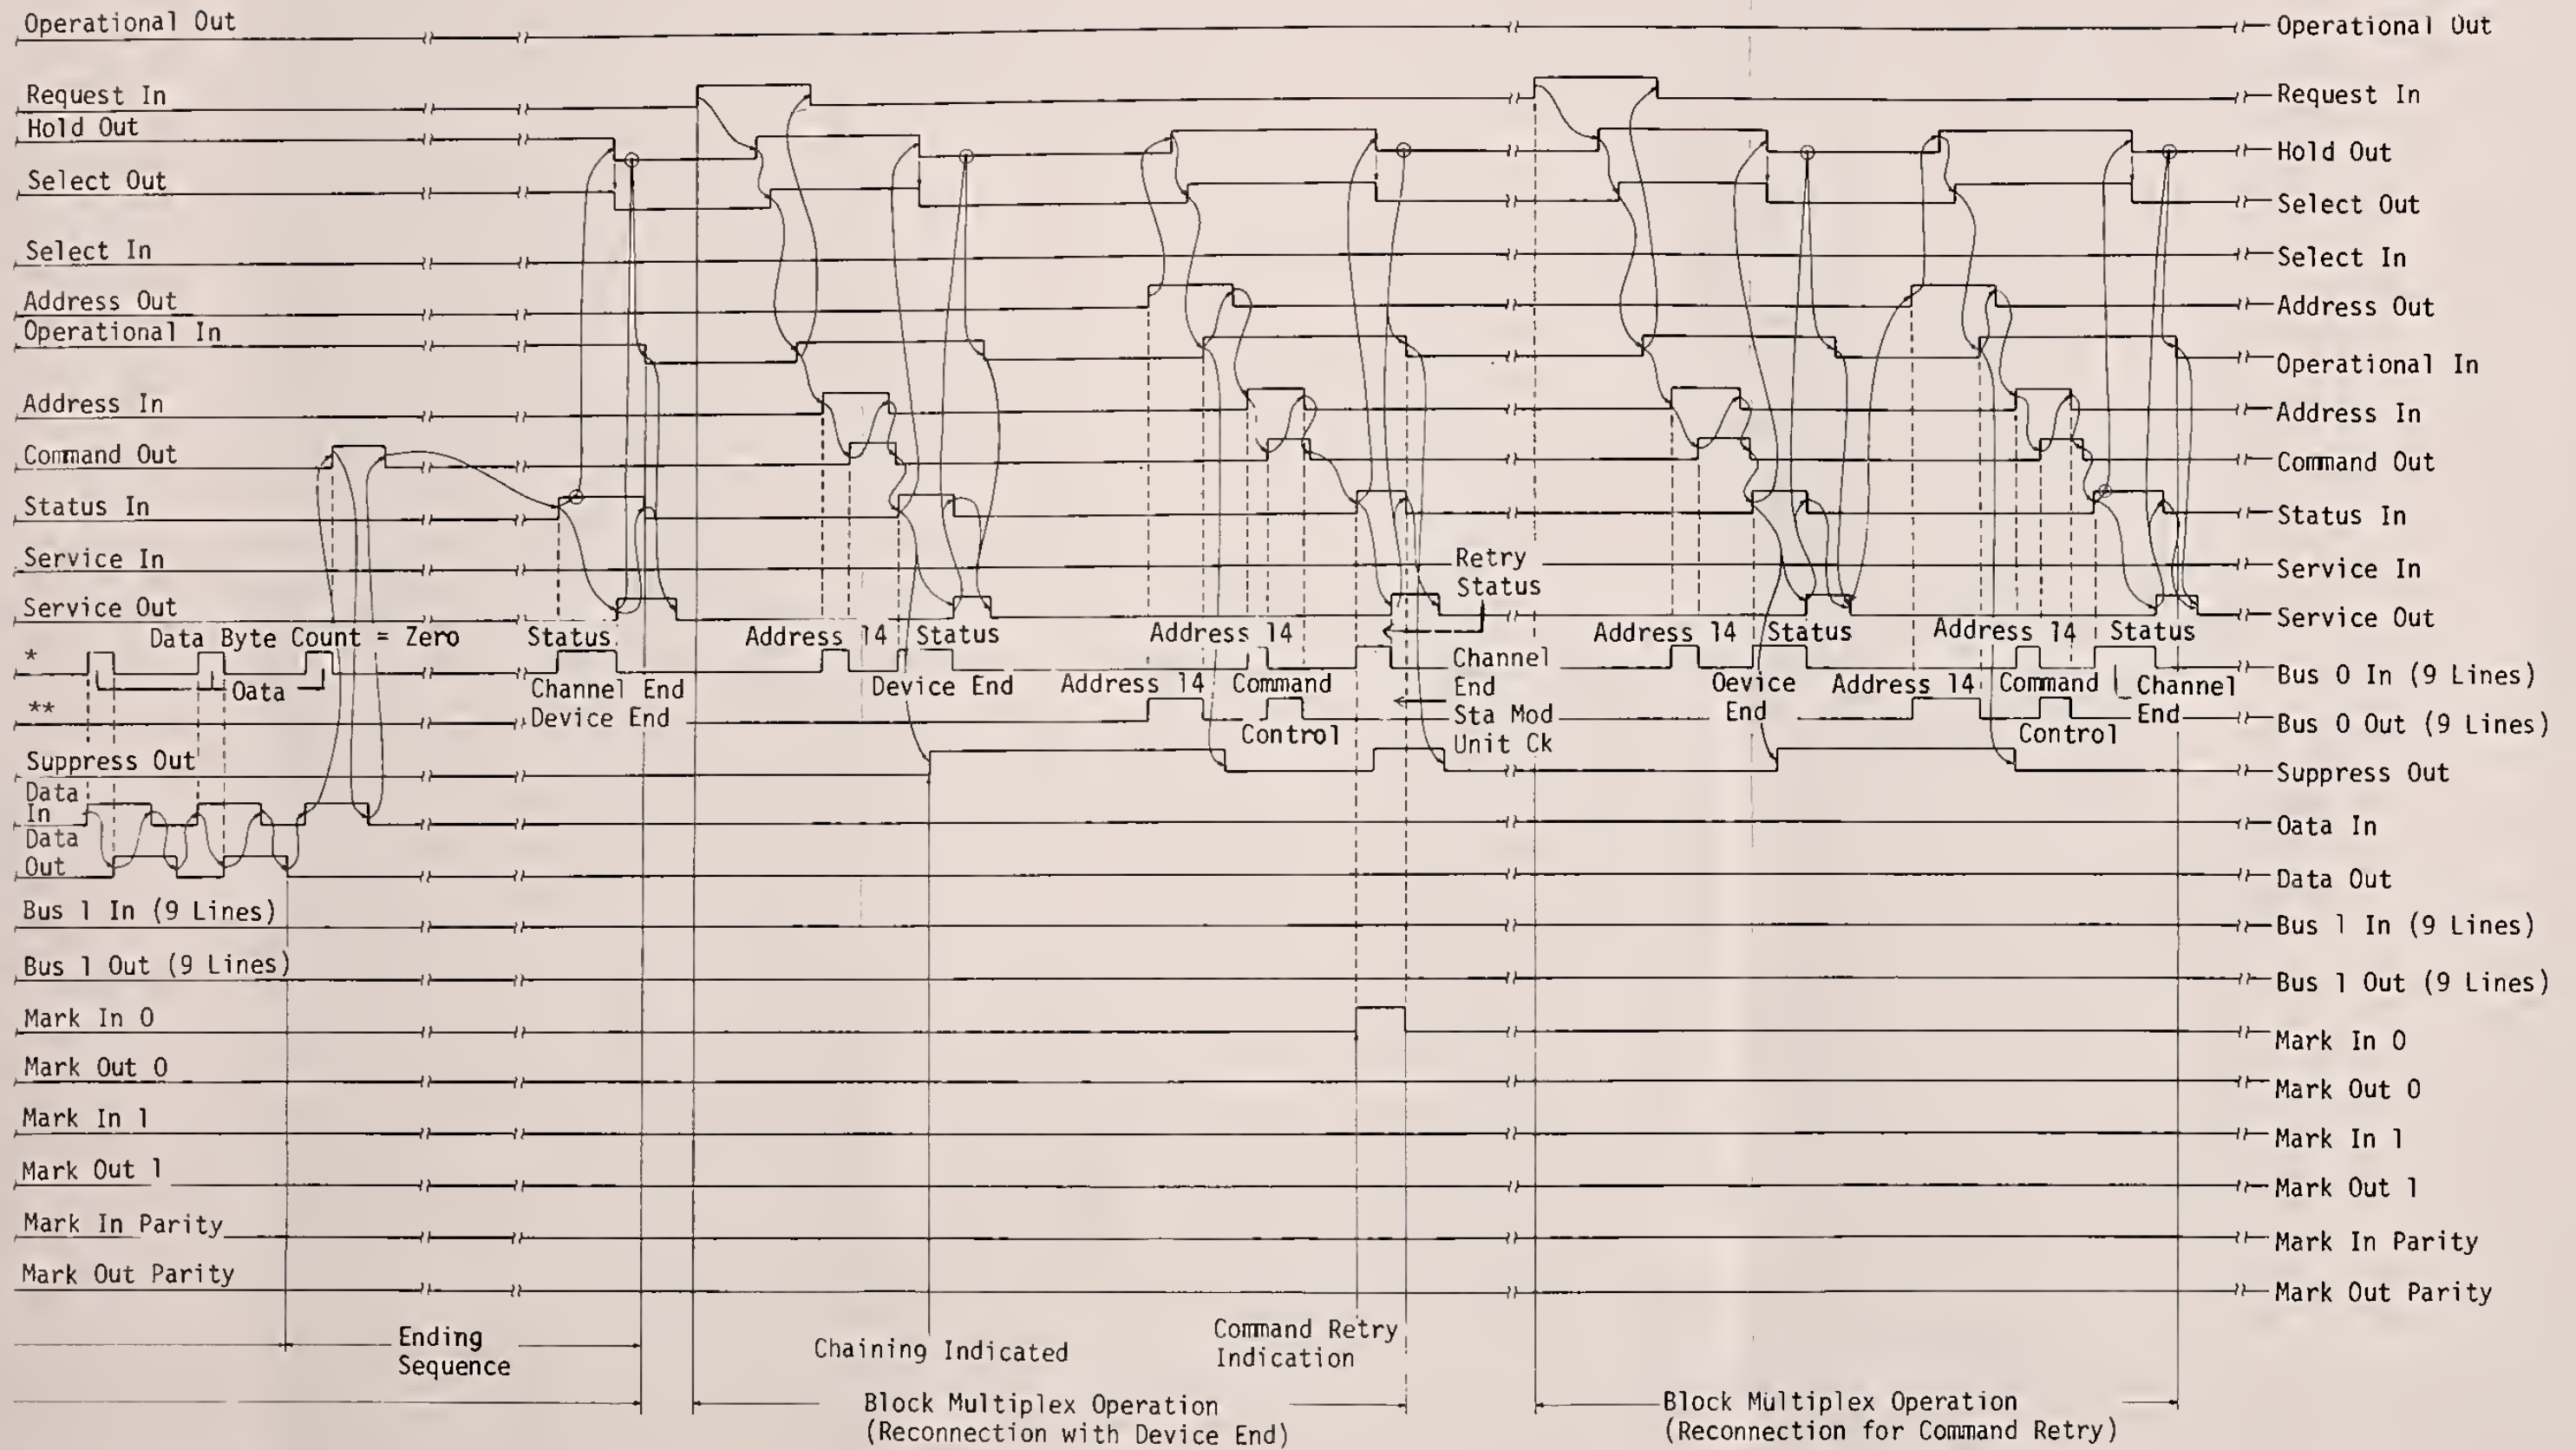 Operational Out
Operational Out
Request In
Request In
Hold Out
Hold Out
Select Out
Select Out
Select In
Select In
Address Out
Address Out
Operational In
Operational In
Address In
Address In
Command Out
Command Out
Status In
Status In
Service In
Retry
Status
Service In
Service Out
Service Out
Data Byte Count = Zero
Status
Address 14
Status
Address 14
Address 14
Status
Address 14
Status
*
Oata
Channel End
Device End
Device End
Address 14
Command
Control
Channel
End
Sta Mod
Unit Ck
Oevice
End
Address 14
Command
Control
Channel
End
Bus 0 In (9 Lines)
**
Bus 0 Out (9 Lines)
Suppress Out
Suppress Out
Data
In
Oata In
Data
Out
Data Out
Bus 1 In (9 Lines)
Bus 1 In (9 Lines)
Bus 1 Out (9 Lines)
Bus 1 Out (9 Lines)
Mark In 0
Mark In 0
Mark Out 0
Mark Out 0
Mark In 1
Mark In 1
Mark Out 1
Mark Out 1
Mark In Parity
Mark In Parity
Mark Out Parity
Mark Out Parity
Ending
Sequence
Chaining Indicated
Command Retry
Indication
Block Multiplex Operation
(Reconnection with Device End)
Block Multiplex Operation
(Reconnection for Command Retry)